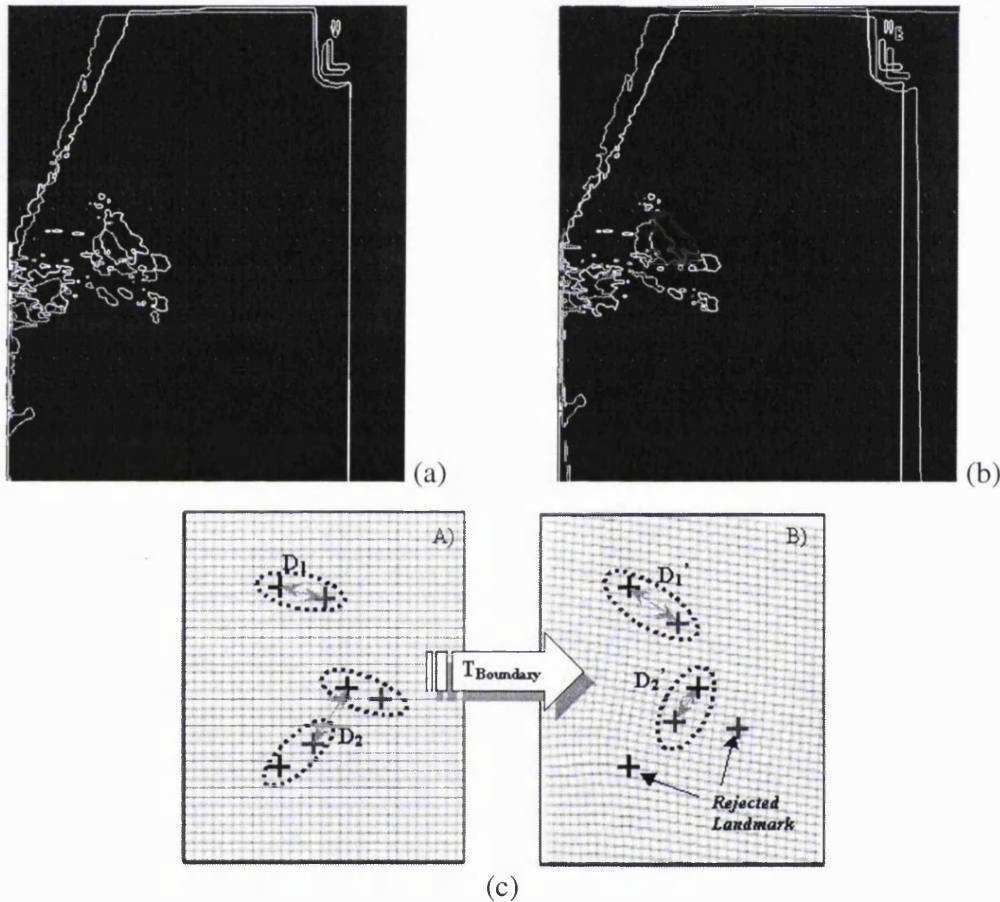 (a)
(b)
A)
D1
D2
TBoundary
B)
D1'
D2'
Rejected
Landmark
(c)